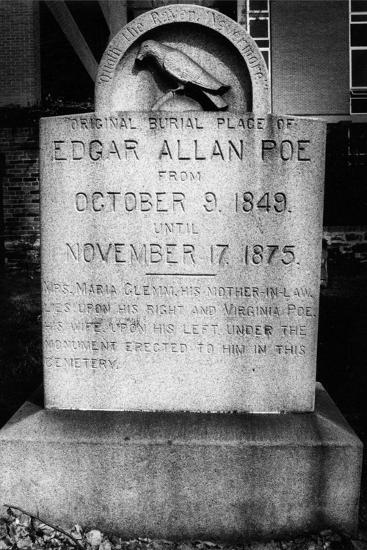 "Quoth the Raven, Nevermore"
ORIGINAL BURIAL PLACE OF
EDGAR ALLAN POE
FROM
OCTOBER 9. 1849.
UNTIL
NOVEMBER 17. 1875.
MRS. MARIA CLEMM, HIS MOTHER-IN-LAW,
LIES UPON HIS RIGHT AND VIRGINIA POE,
HIS WIFE, UPON HIS LEFT UNDER THE
MONUMENT ERECTED TO HIM IN THIS
CEMETERY.